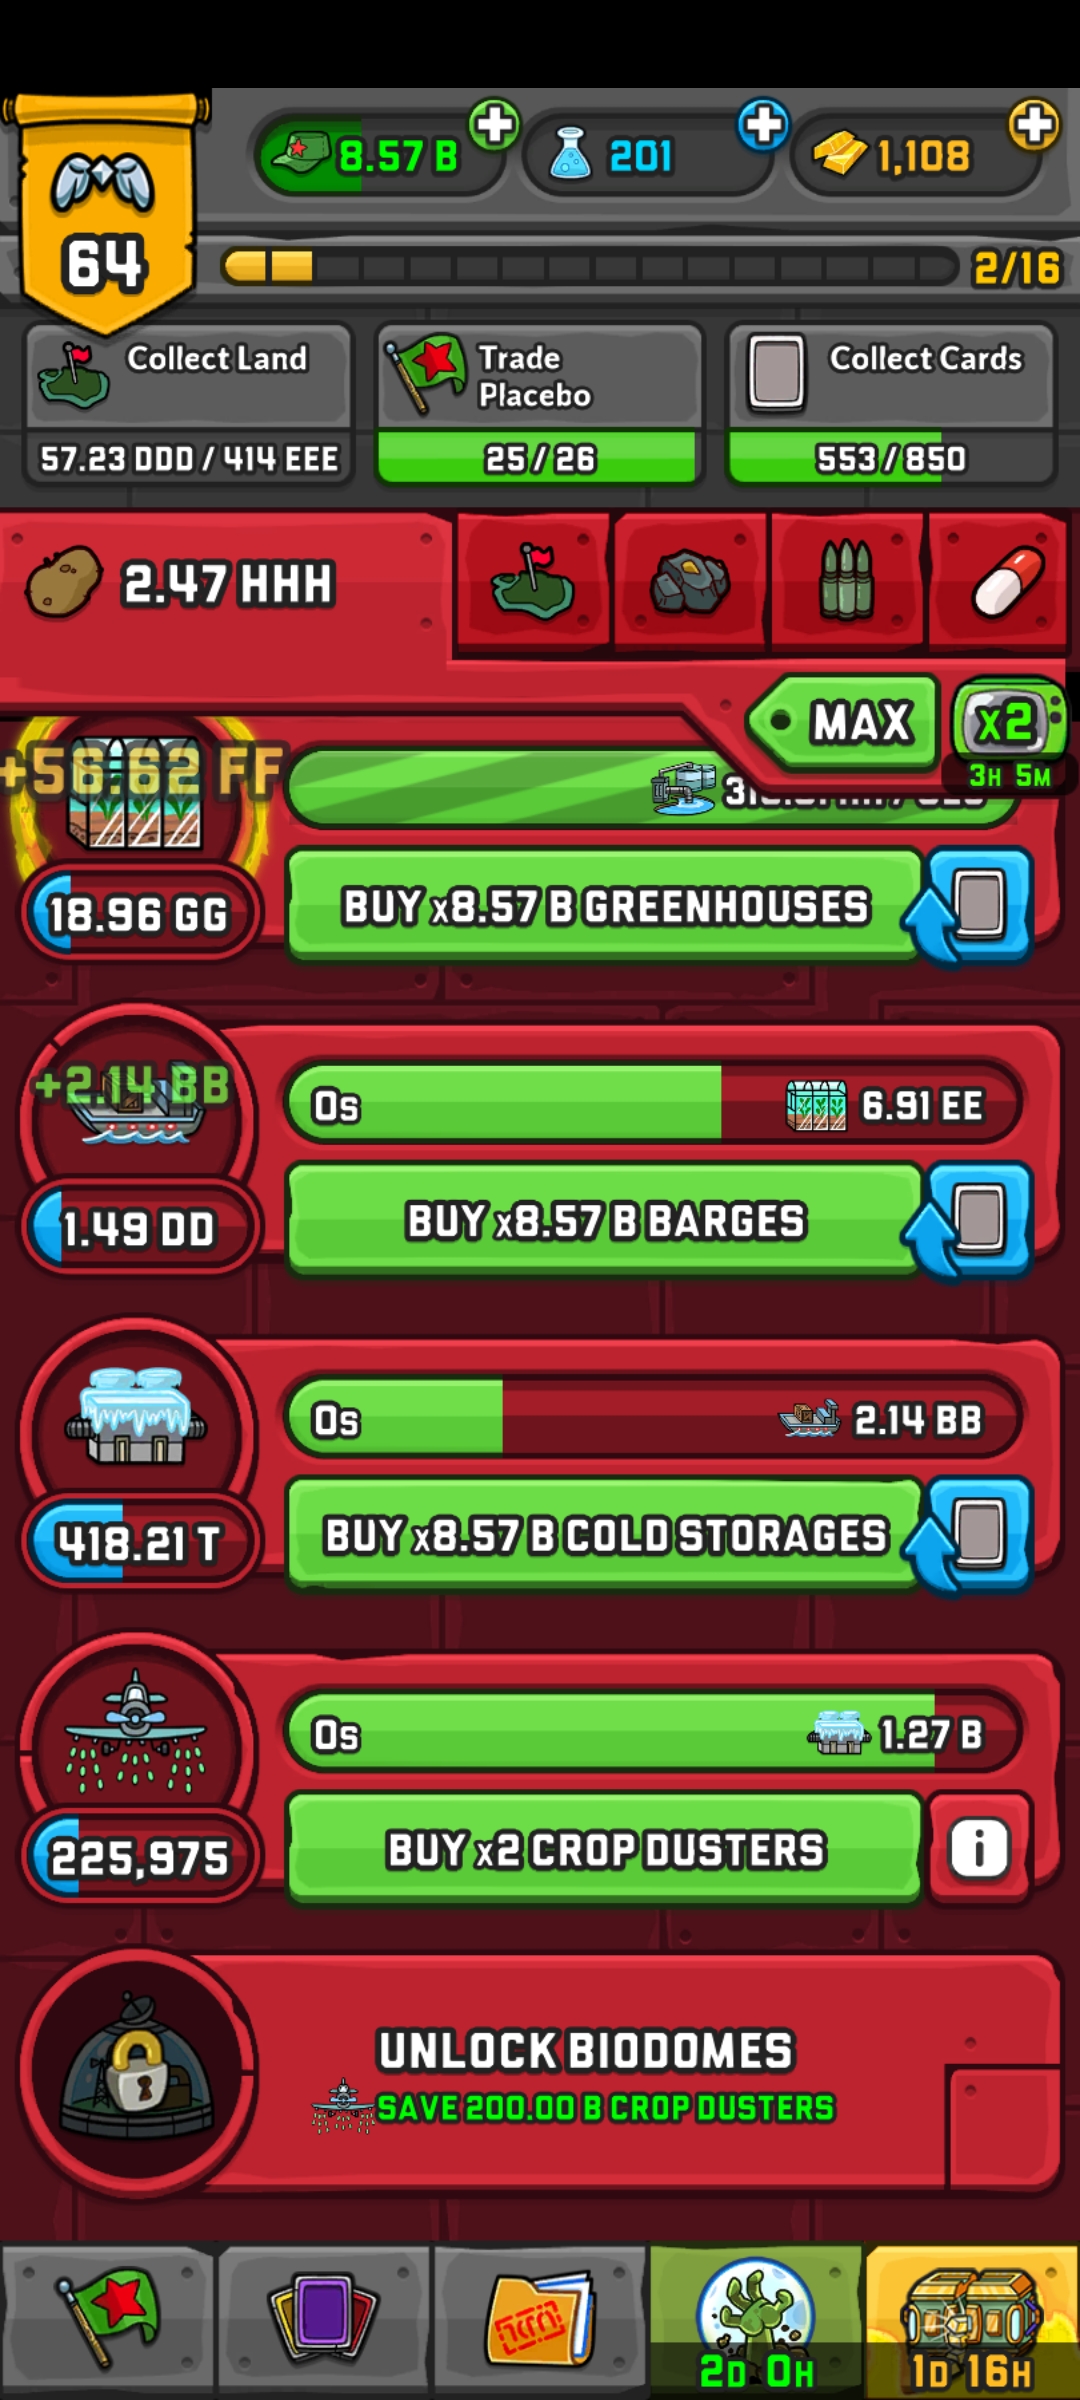 8.57 B
201
1,108
64
2/16
Collect Land
57.23 DDD / 414 EEE
Trade
Placebo
25 / 26
Collect Cards
553 / 850
2.47 HHH
MAX
x2
3H 5M
+56.62 FF
18.96 GG
BUY x8.57 B GREENHOUSES
+2.14 BB
0s
6.91 EE
1.49 DD
BUY x8.57 B BARGES
0s
2.14 BB
418.21 T
BUY x8.57 B COLD STORAGES
0s
1.27 B
225,975
BUY x2 CROP DUSTERS
i
UNLOCK BIODOMES
SAVE 200.00 B CROP DUSTERS
2D 0H
1D 16H